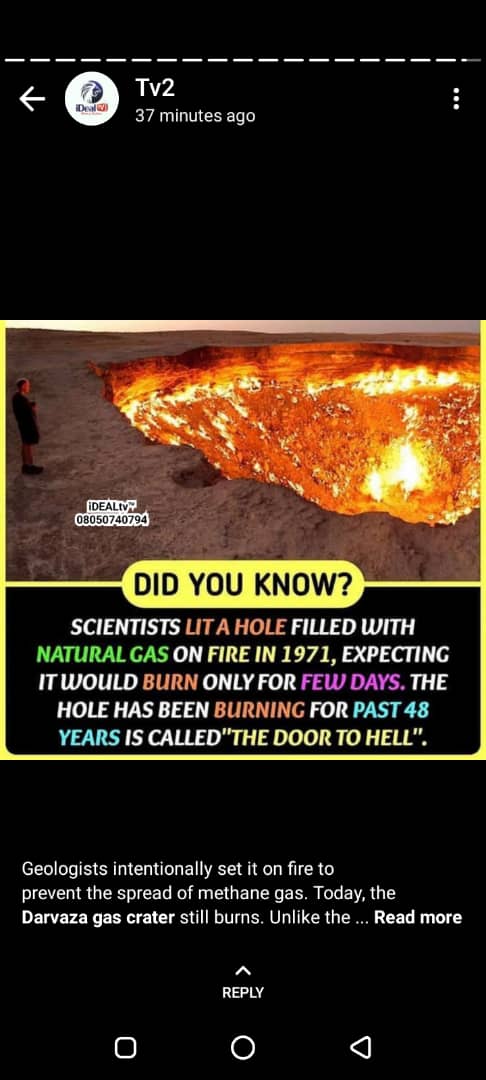 Tv2
37 minutes ago
iDeal TV
iDEALtv™
08050740794
DID YOU KNOW?
SCIENTISTS LIT A HOLE FILLED WITH
NATURAL GAS ON FIRE IN 1971, EXPECTING
IT WOULD BURN ONLY FOR FEW DAYS. THE
HOLE HAS BEEN BURNING FOR PAST 48
YEARS IS CALLED"THE DOOR TO HELL".
Geologists intentionally set it on fire to
prevent the spread of methane gas. Today, the
Darvaza gas crater still burns. Unlike the ... Read more
REPLY